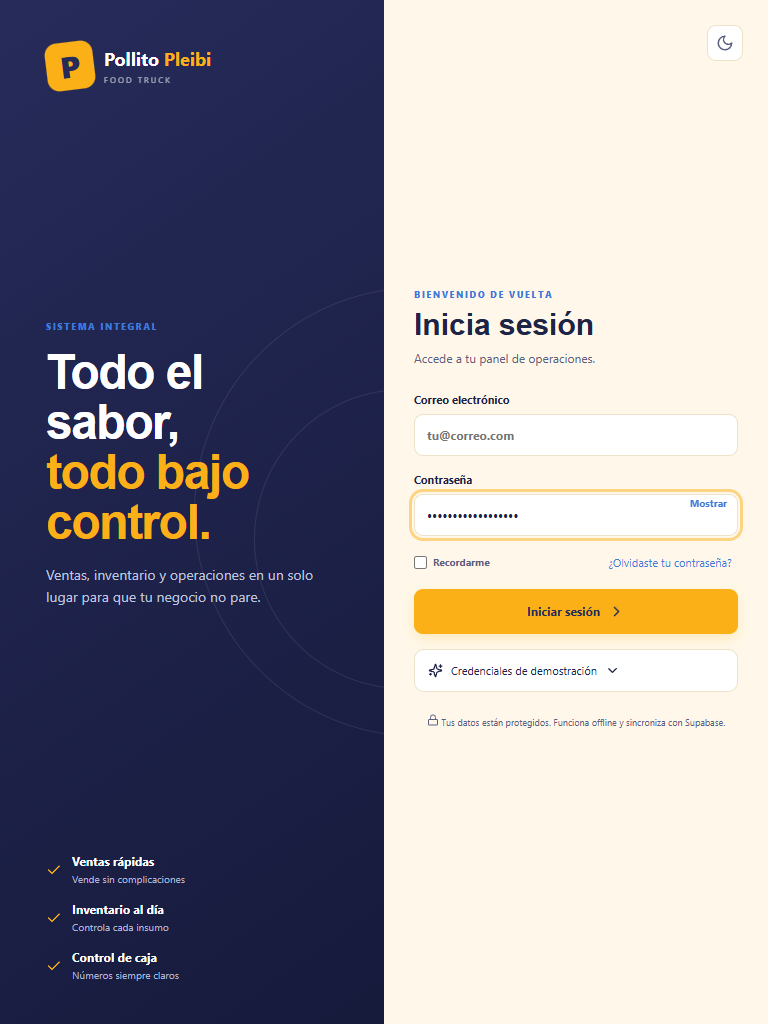 P
Pollito Pleibi
FOOD TRUCK
SISTEMA INTEGRAL
Todo el
sabor,
todo bajo
control.
Ventas, inventario y operaciones en un solo
lugar para que tu negocio no pare.
Ventas rápidas
Vende sin complicaciones
Inventario al día
Controla cada insumo
Control de caja
Números siempre claros
BIENVENIDO DE VUELTA
Inicia sesión
Accede a tu panel de operaciones.
Correo electrónico
tu@correo.com
Contraseña
Mostrar
••••••••••••••••••
Recordarme
¿Olvidaste tu contraseña?
Iniciar sesión
Credenciales de demostración
Tus datos están protegidos. Funciona offline y sincroniza con Supabase.